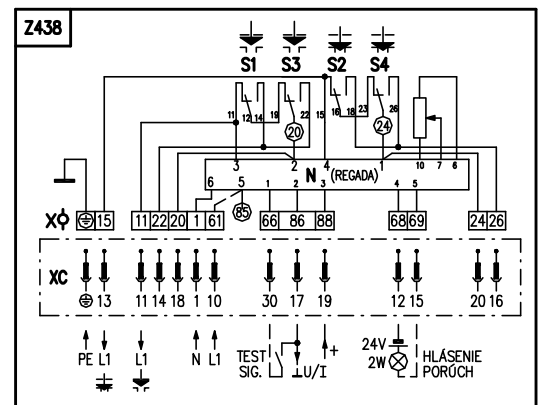 Z438
S1 S3 S2 S4
11 12 14 19 22 15 16 18 23 26
20 24
3 2 4 1 10 7 6
N (REGADA)
6 5 1 2 3 4 5
85
X 15 11 22 20 1 61 66 86 88 68 69 24 26
XC
13 11 14 18 1 10 30 17 19 12 15 20 16
PE L1 L1 N L1 TEST SIG. ⊥U/I + 24V 2W HLÁSENIE PORÚCH